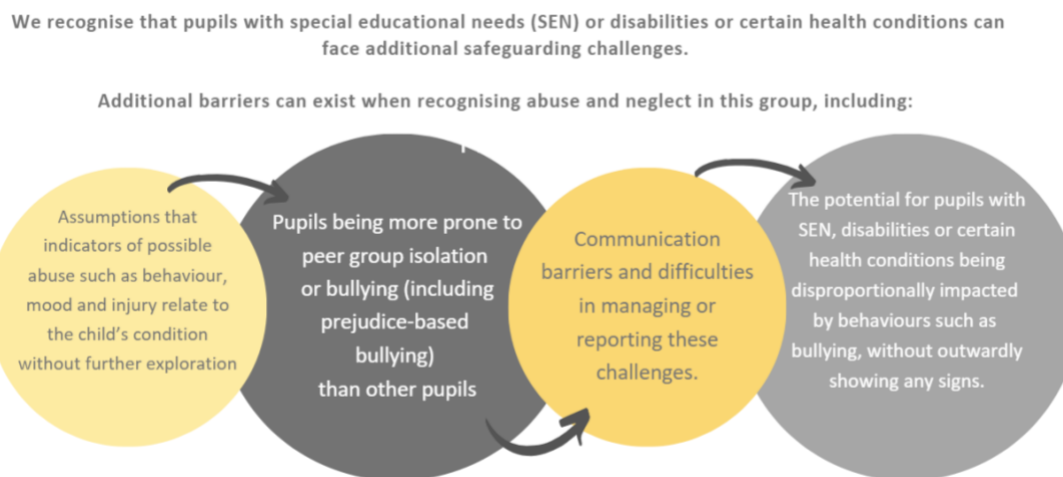 We recognise that pupils with special educational needs (SEN) or disabilities or certain health conditions can
face additional safeguarding challenges.
Additional barriers can exist when recognising abuse and neglect in this group, including:
Assumptions that
indicators of possible
abuse such as behaviour,
mood and injury relate to
the child's condition
without further exploration
Pupils being more prone to
peer group isolation
or bullying (including
prejudice-based
bullying)
than other pupils
Communication
barriers and difficulties
in managing or
reporting these
challenges.
The potential for pupils with
SEN, disabilities or certain
health conditions being
disproportionally impacted
by behaviours such as
bullying, without outwardly
showing any signs.